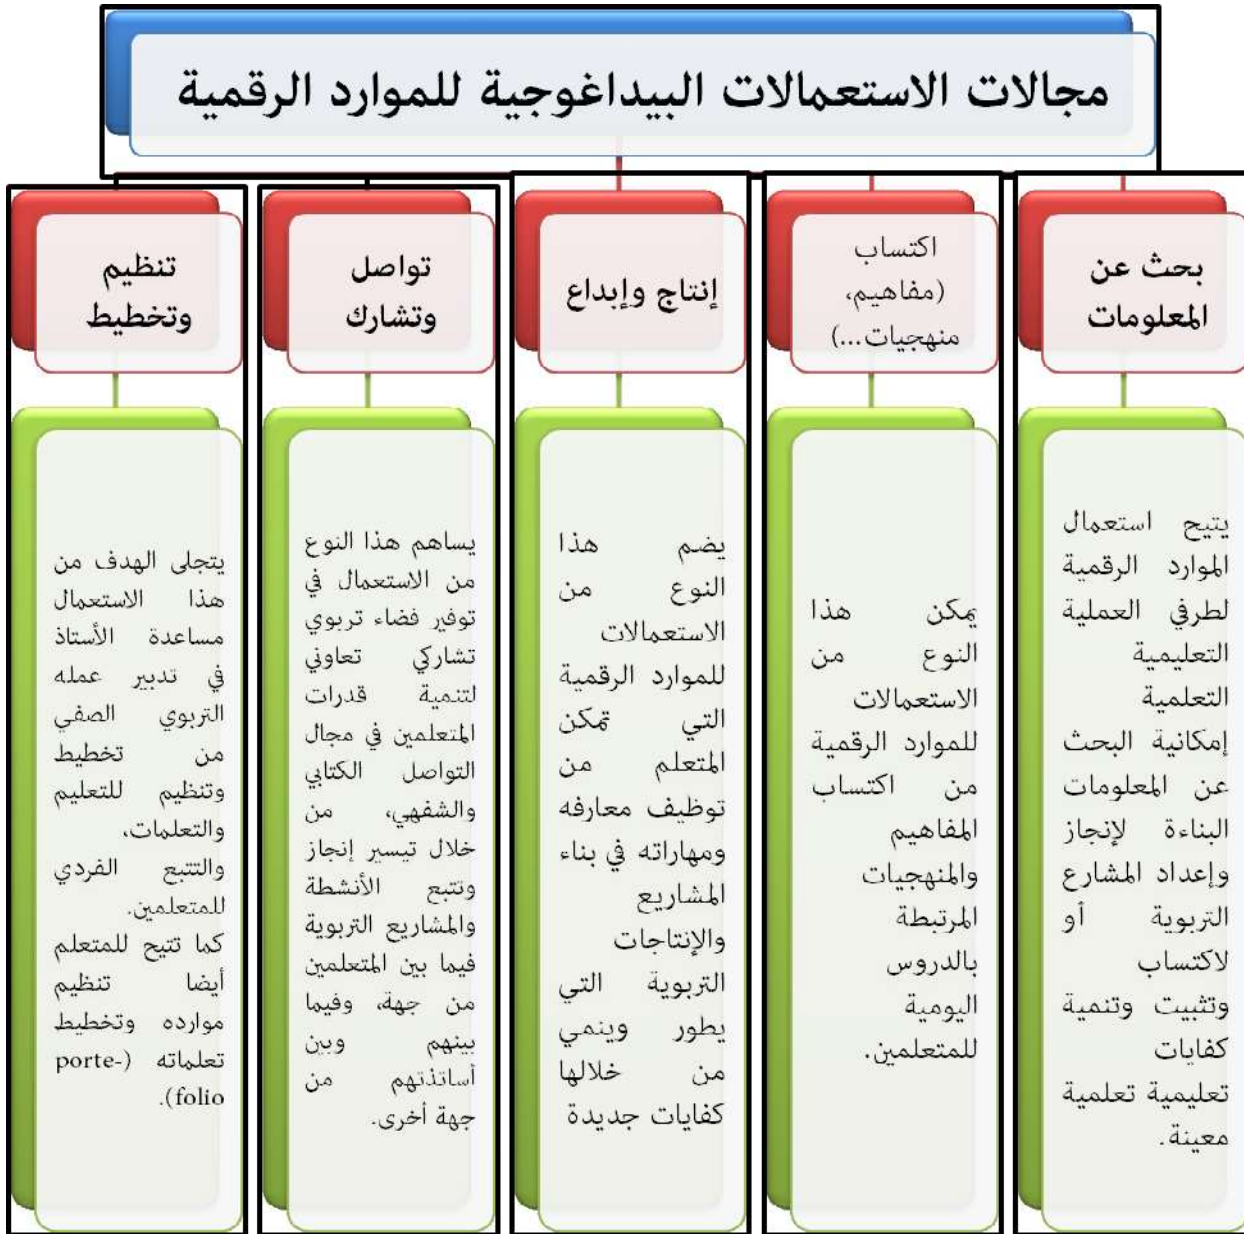 مجالات الاستعمالات البيداغوجية للموارد الرقمية
بحث عن
المعلومات
يتيح استعمال
الموارد الرقمية
لطرفي العملية
التعليمية
التعلمية
إمكانية البحث
عن المعلومات
البناءة لإنجاز
وإعداد المشارع
التربوية أو
لاكتساب
وتثبيت وتنمية
كفايات
تعليمية تعلمية
معينة.
اكتساب
(مفاهيم،
منهجيات...)
يمكن هذا
النوع من
الاستعمالات
للموارد الرقمية
من اكتساب
المفاهيم
والمنهجيات
المرتبطة
بالدروس
اليومية
للمتعلمين.
إنتاج وإبداع
يضم هذا
النوع من
الاستعمالات
للموارد الرقمية
التي تمكن
المتعلم من
توظيف معارفه
ومهاراته في بناء
المشاريع
والإنتاجات
التربوية التي
يطور وينمي
من خلالها
كفايات جديدة
تواصل
وتشارك
يساهم هذا النوع
من الاستعمال في
توفير فضاء تربوي
تشاركي تعاوني
لتنمية قدرات
المتعلمين في مجال
التواصل الكتابي
والشفهي، من
خلال تيسير إنجاز
وتتبع الأنشطة
والمشاريع التربوية
فيما بين المتعلمين
من جهة، وفيما
بينهم وبين
أساتذتهم من
جهة أخرى.
تنظيم
وتخطيط
يتجلى الهدف من
هذا الاستعمال
مساعدة الأستاذ
في تدبير عمله
التربوي الصفي
من تخطيط
وتنظيم للتعليم
والتعلمات،
والتتبع الفردي
للمتعلمين.
كما تتيح للمتعلم
أيضا تنظيم
موارده وتخطيط
تعلماته (porte-
folio).